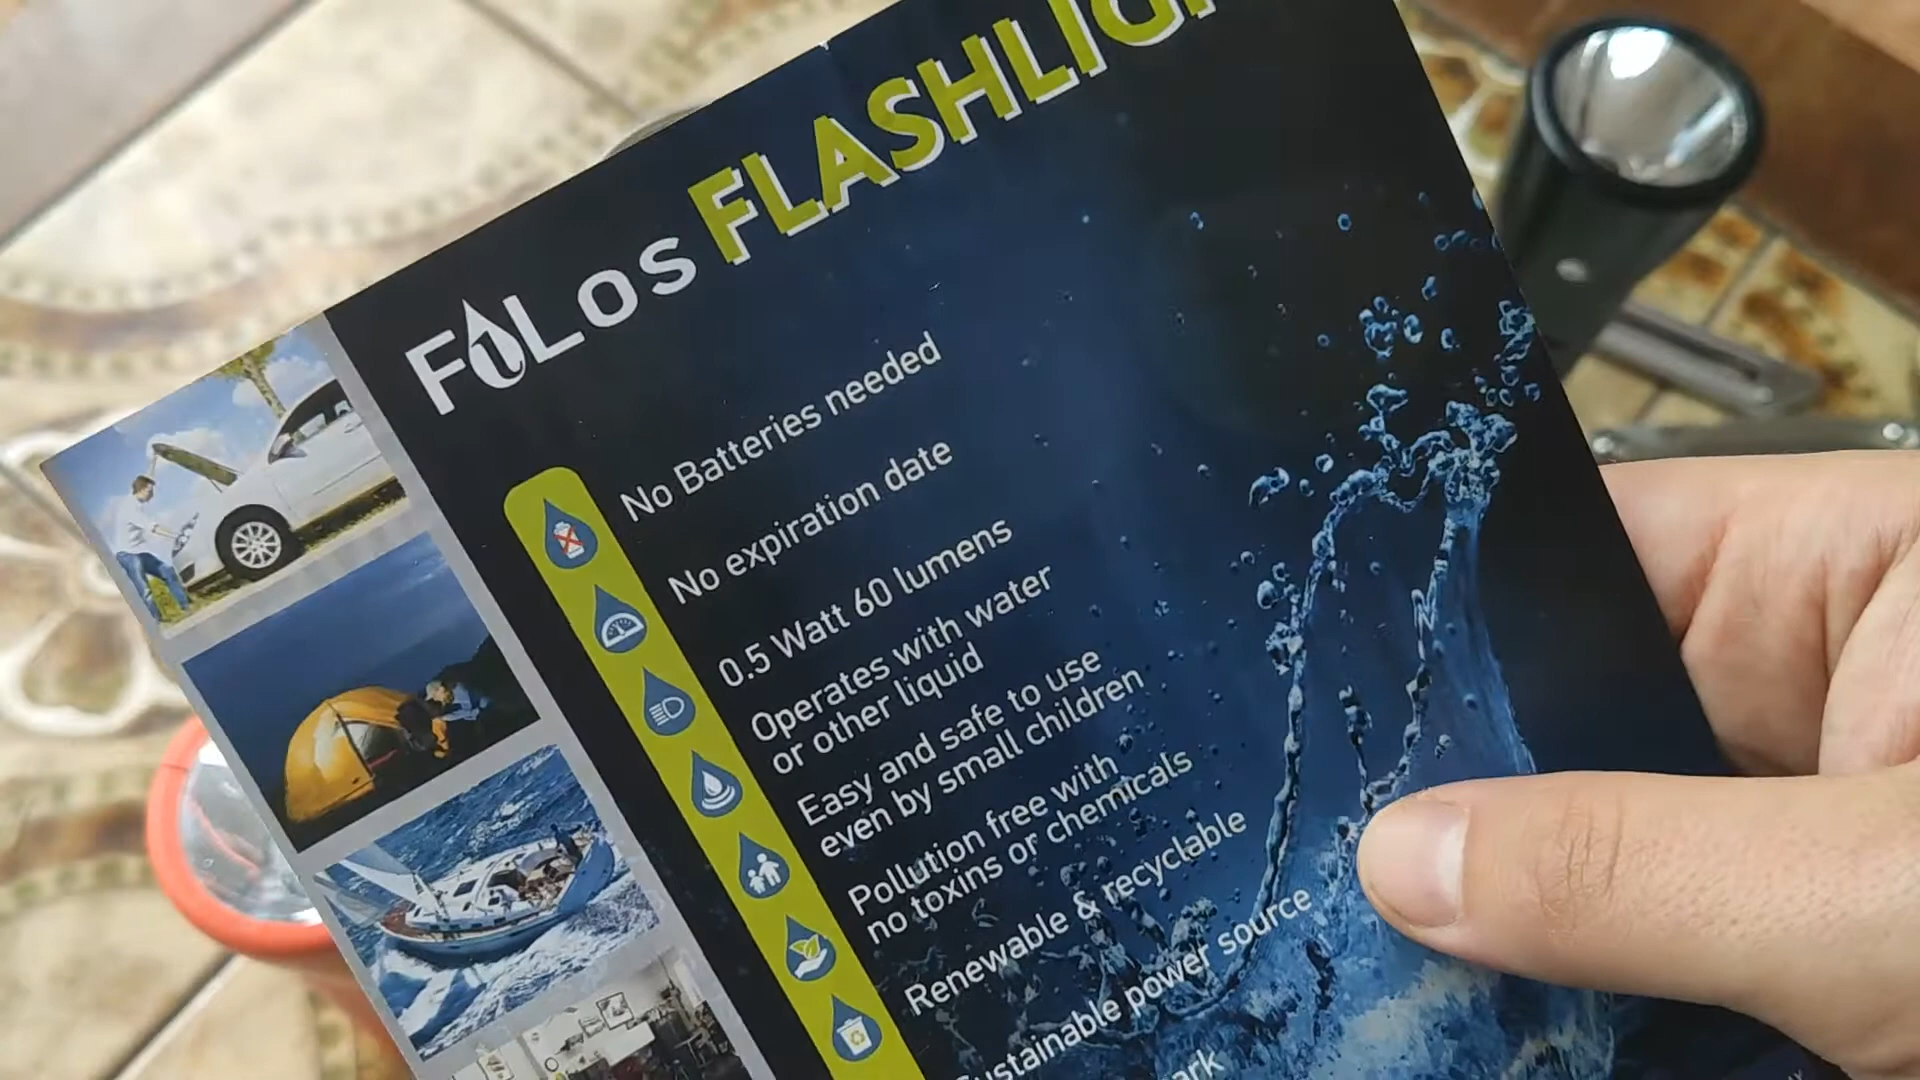 FiLos FLASHLIGH
No Batteries needed
No expiration date
0.5 Watt 60 lumens
Operates with water
or other liquid
Easy and safe to use
even by small children
Pollution free with
no toxins or chemicals
Renewable & recyclable
Sustainable power source